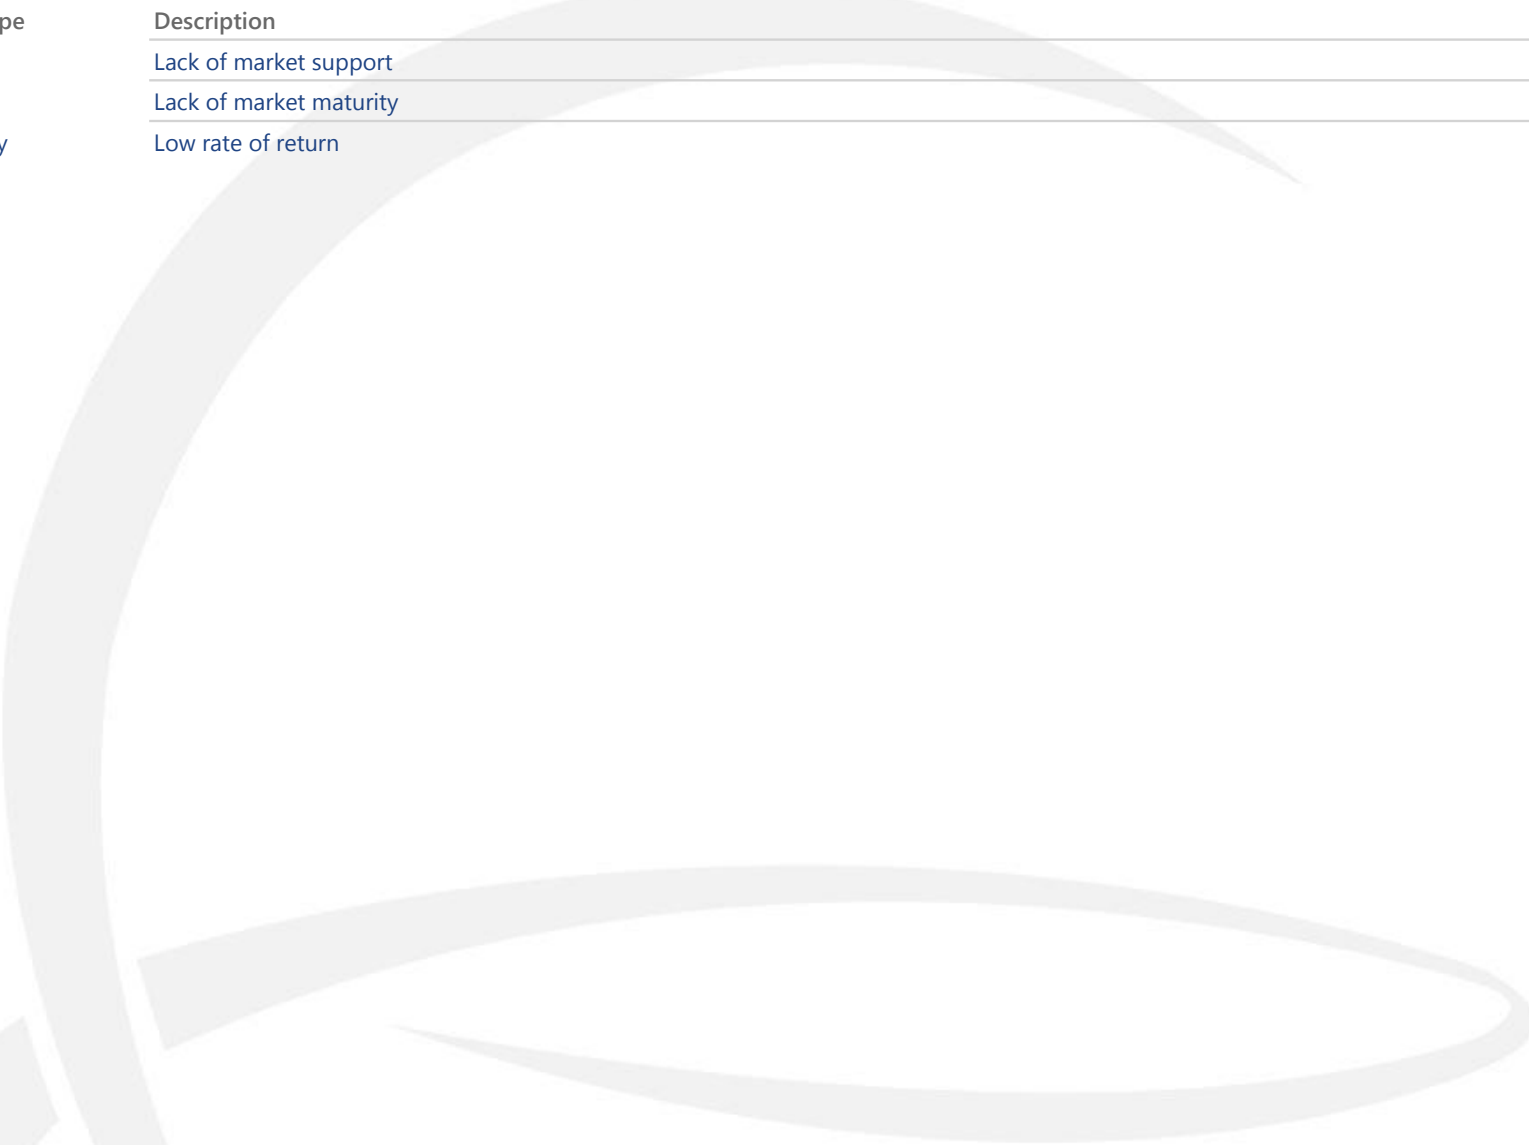 pe Description
Lack of market support
Lack of market maturity
y Low rate of return